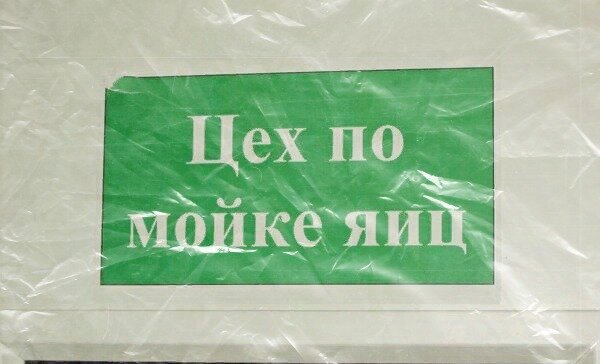 Цех по
мойке яиц